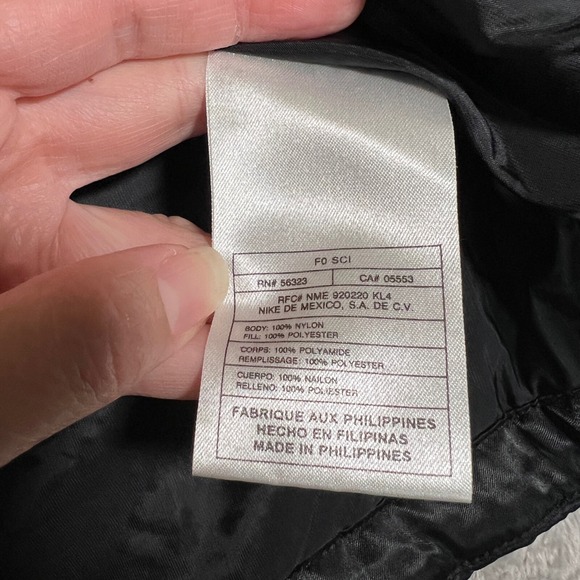 F0 SCI
RN# 56323 CA# 05553
RFC# NME 920220 KL4
NIKE DE MEXICO, S.A. DE C.V.
BODY: 100% NYLON
FILL: 100% POLYESTER
CORPS: 100% POLYAMIDE
REMPLISSAGE: 100% POLYESTER
CUERPO: 100% NAILON
RELLENO: 100% POLIESTER
FABRIQUE AUX PHILIPPINES
HECHO EN FILIPINAS
MADE IN PHILIPPINES